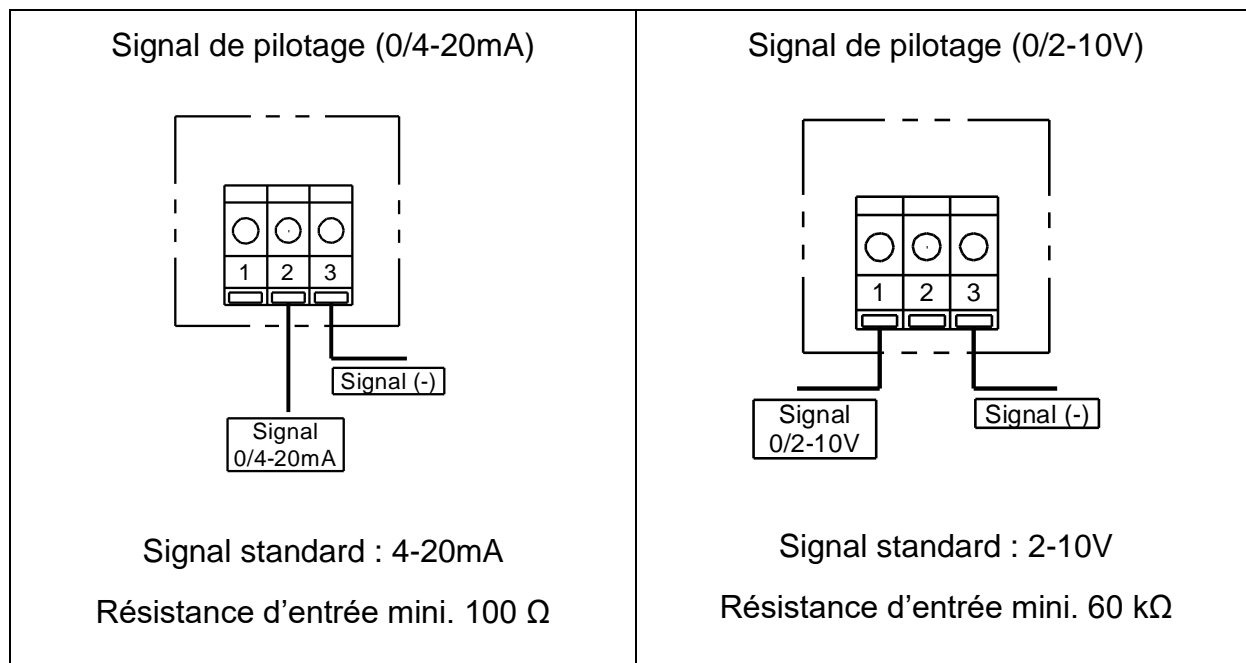 Signal de pilotage (0/4-20mA)
1 2 3
Signal (-)
Signal
0/4-20mA
Signal standard : 4-20mA
Résistance d’entrée mini. 100 Ω
Signal de pilotage (0/2-10V)
1 2 3
Signal
0/2-10V
Signal (-)
Signal standard : 2-10V
Résistance d’entrée mini. 60 kΩ